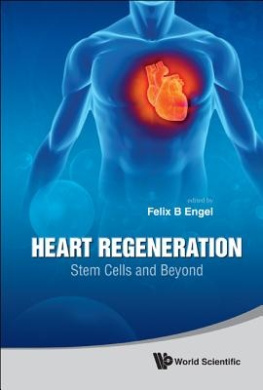 edited by
Felix B Engel
HEART REGENERATION
Stem Cells and Beyond
World Scientific